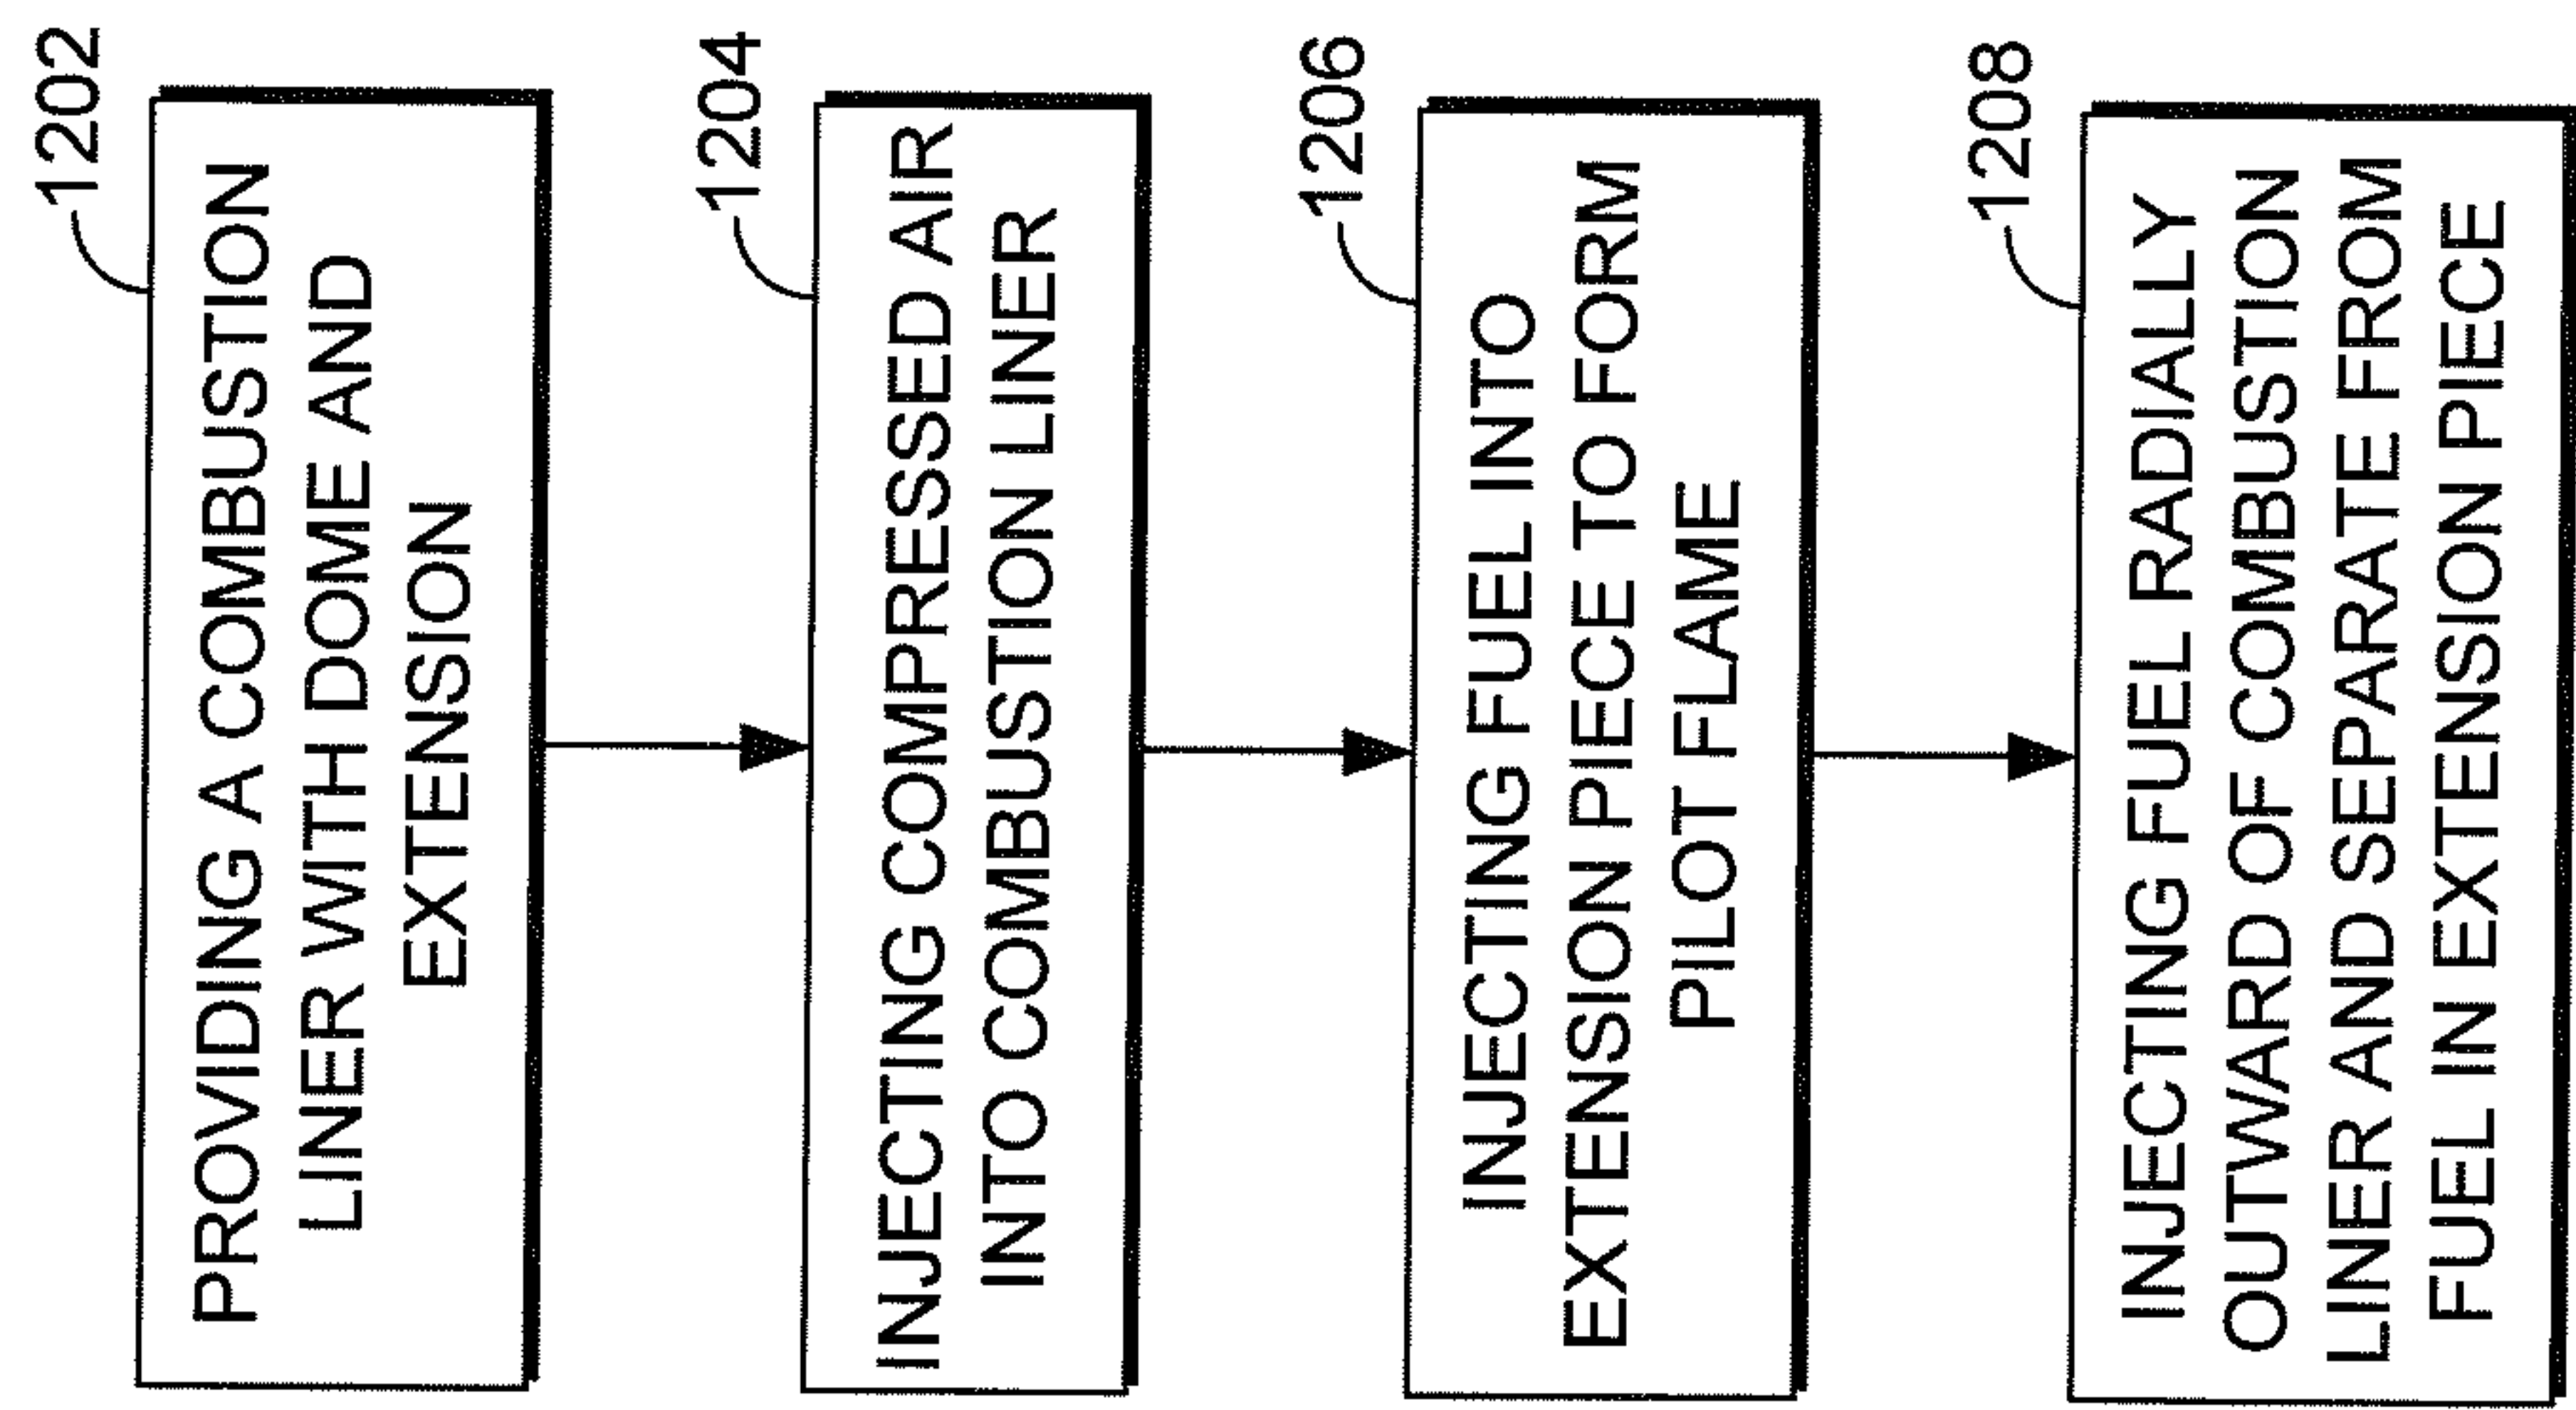 1202
PROVIDING A COMBUSTION
LINER WITH DOME AND
EXTENSION
1204
INJECTING COMPRESSED AIR
INTO COMBUSTION LINER
1206
INJECTING FUEL INTO
EXTENSION PIECE TO FORM
PILOT FLAME
1208
INJECTING FUEL RADIALLY
OUTWARD OF COMBUSTION
LINER AND SEPARATE FROM
FUEL IN EXTENSION PIECE